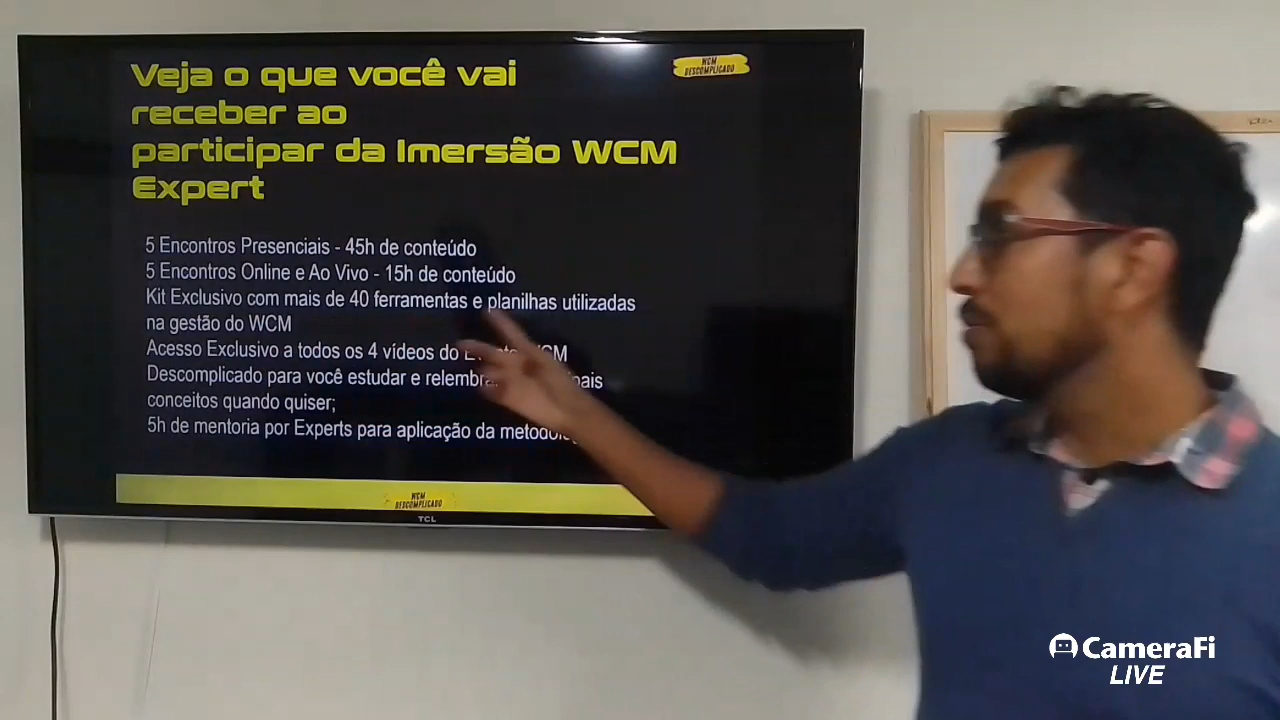 Veja o que você vai
receber ao
participar da Imersão WCM
Expert
WCM
DESCOMPLICADO
5 Encontros Presenciais - 45h de conteúdo
5 Encontros Online e Ao Vivo - 15h de conteúdo
Kit Exclusivo com mais de 40 ferramentas e planilhas utilizadas
na gestão do WCM
Acesso Exclusivo a todos os 4 vídeos do
Descomplicado para você estudar e
conceitos quando quiser;
5h de mentoria por Experts para aplicação da
WCM
DESCOMPLICADO
TCL
CameraFi
LIVE